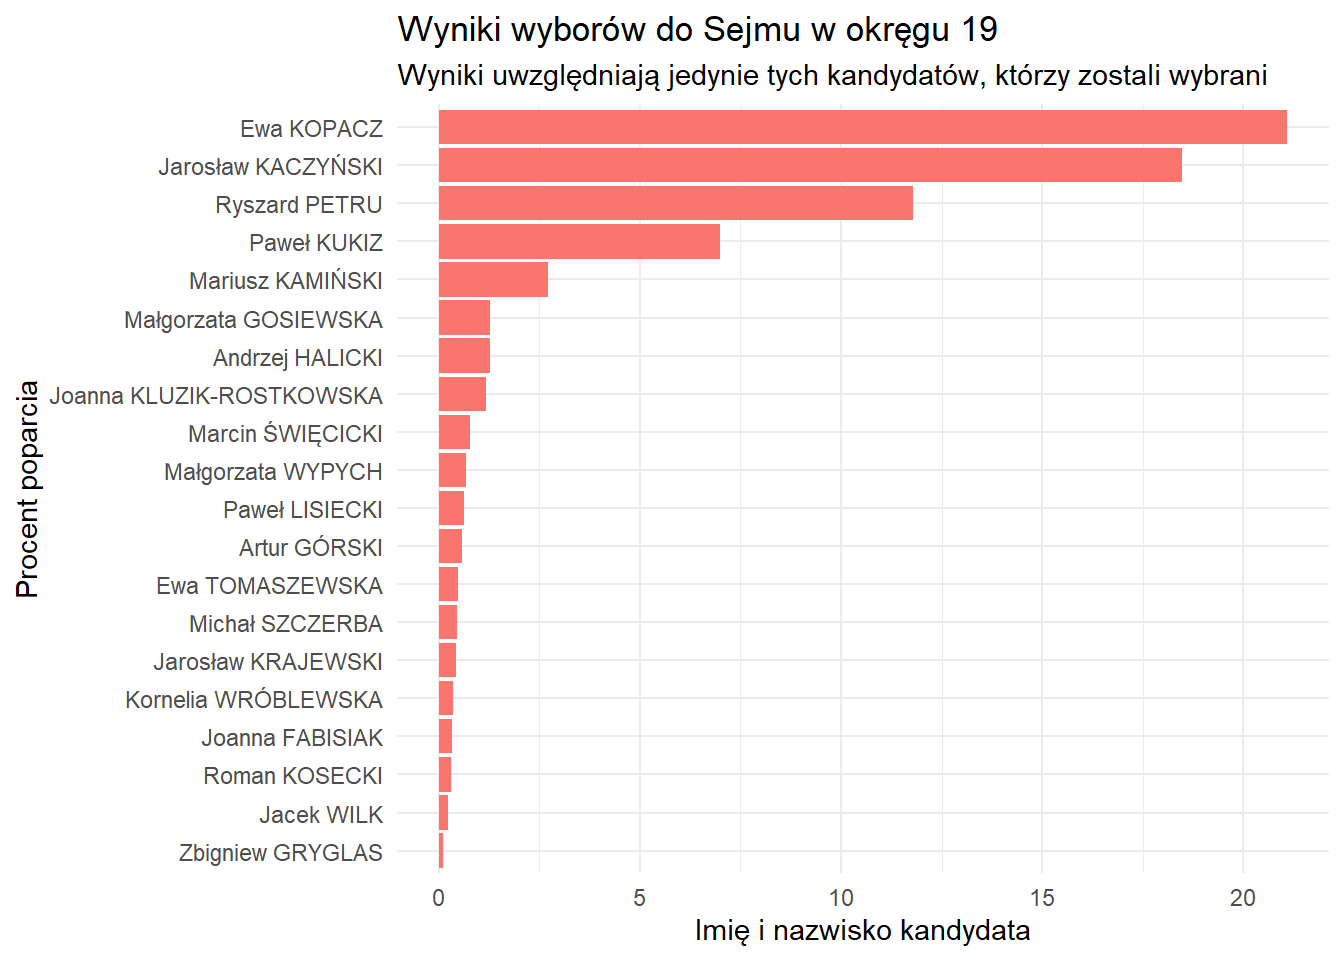 Wyniki wyborów do Sejmu w okręgu 19
Wyniki uwzględniają jedynie tych kandydatów, którzy zostali wybrani
Procent poparcia
Ewa KOPACZ
Jarosław KACZYŃSKI
Ryszard PETRU
Paweł KUKIZ
Mariusz KAMIŃSKI
Małgorzata GOSIEWSKA
Andrzej HALICKI
Joanna KLUZIK-ROSTKOWSKA
Marcin ŚWIĘCICKI
Małgorzata WYPYCH
Paweł LISIECKI
Artur GÓRSKI
Ewa TOMASZEWSKA
Michał SZCZERBA
Jarosław KRAJEWSKI
Kornelia WRÓBLEWSKA
Joanna FABISIAK
Roman KOSECKI
Jacek WILK
Zbigniew GRYGLAS
0 5 10 15 20
Imię i nazwisko kandydata